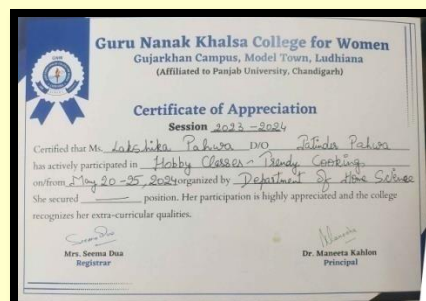 Guru Nanak Khalsa College for Women
Gujarkhan Campus, Model Town, Ludhiana
(Affiliated to Panjab University, Chandigarh)
Certificate of Appreciation
Session 2023-2024
Certified that Ms. Lakshika Pahwa D/O Jatinder Pahwa
has actively participated in Hobby Classes - Trendy Cooking
on/from May 20-25, 2024 organized by Department of Home Science
She secured ——— position. Her participation is highly appreciated and the college
recognizes her extra-curricular qualities.
Mrs. Seema Dua
Registrar
Dr. Maneeta Kahlon
Principal